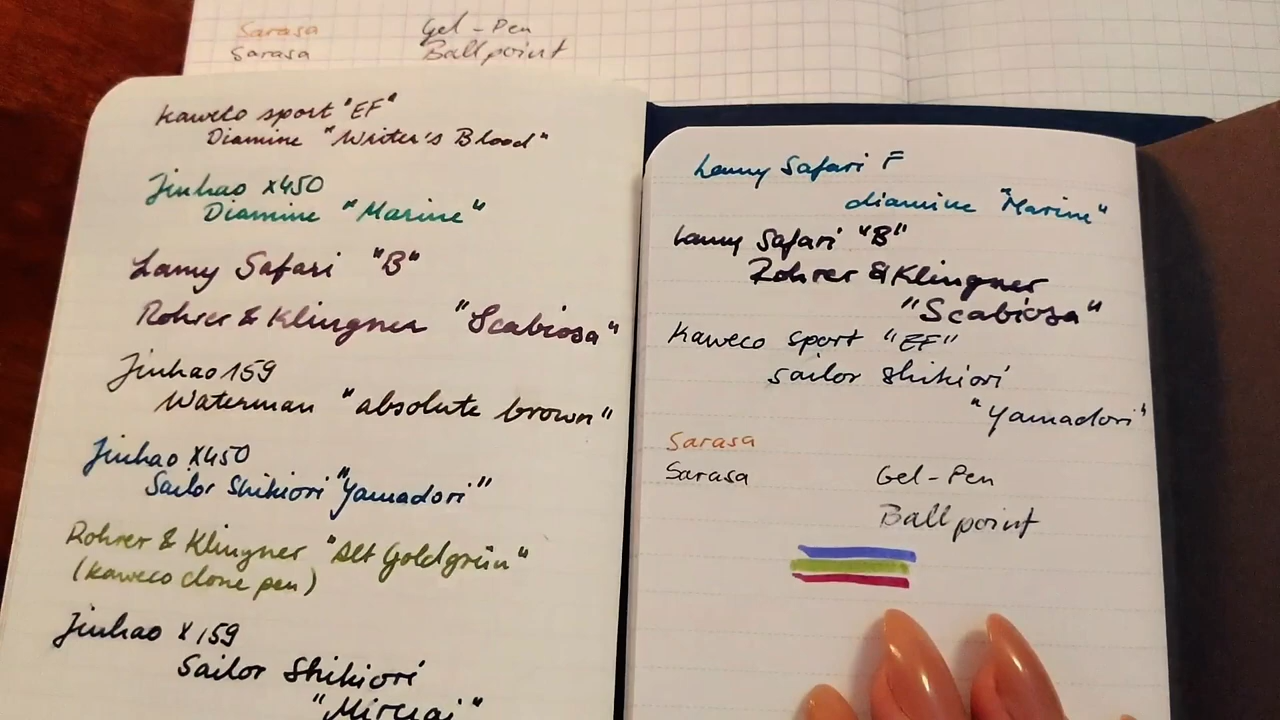 Sarasa Gel-Pen
Sarasa Ballpoint
Kaweco sport "EF"
Diamine "Writer's Blood"
Jinhao x450
Diamine "Marine"
Lamy Safari "B"
Rohrer & Klingner "Scabiosa"
Jinhao 159
Waterman "absolute brown"
Jinhao x450
Sailor Shikiori "Yamadori"
Rohrer & Klingner "Alt Goldgrün"
(Kaweco clone pen)
Jinhao x159
Sailor Shikiori
Lamy Safari F
diamine "Marine"
Lamy Safari "B"
Rohrer & Klingner
"Scabiosa"
Kaweco sport "EF"
Sailor Shikiori
"Yamadori"
Sarasa
Sarasa Gel-Pen
Ballpoint